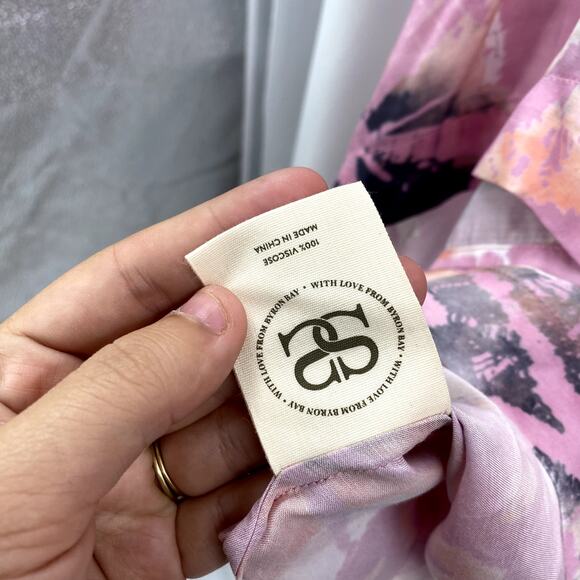 100% VISCOSE
MADE IN CHINA
WITH LOVE FROM BYRON BAY • WITH LOVE FROM BYRON BAY • WITH LOVE FROM BYRON BAY •